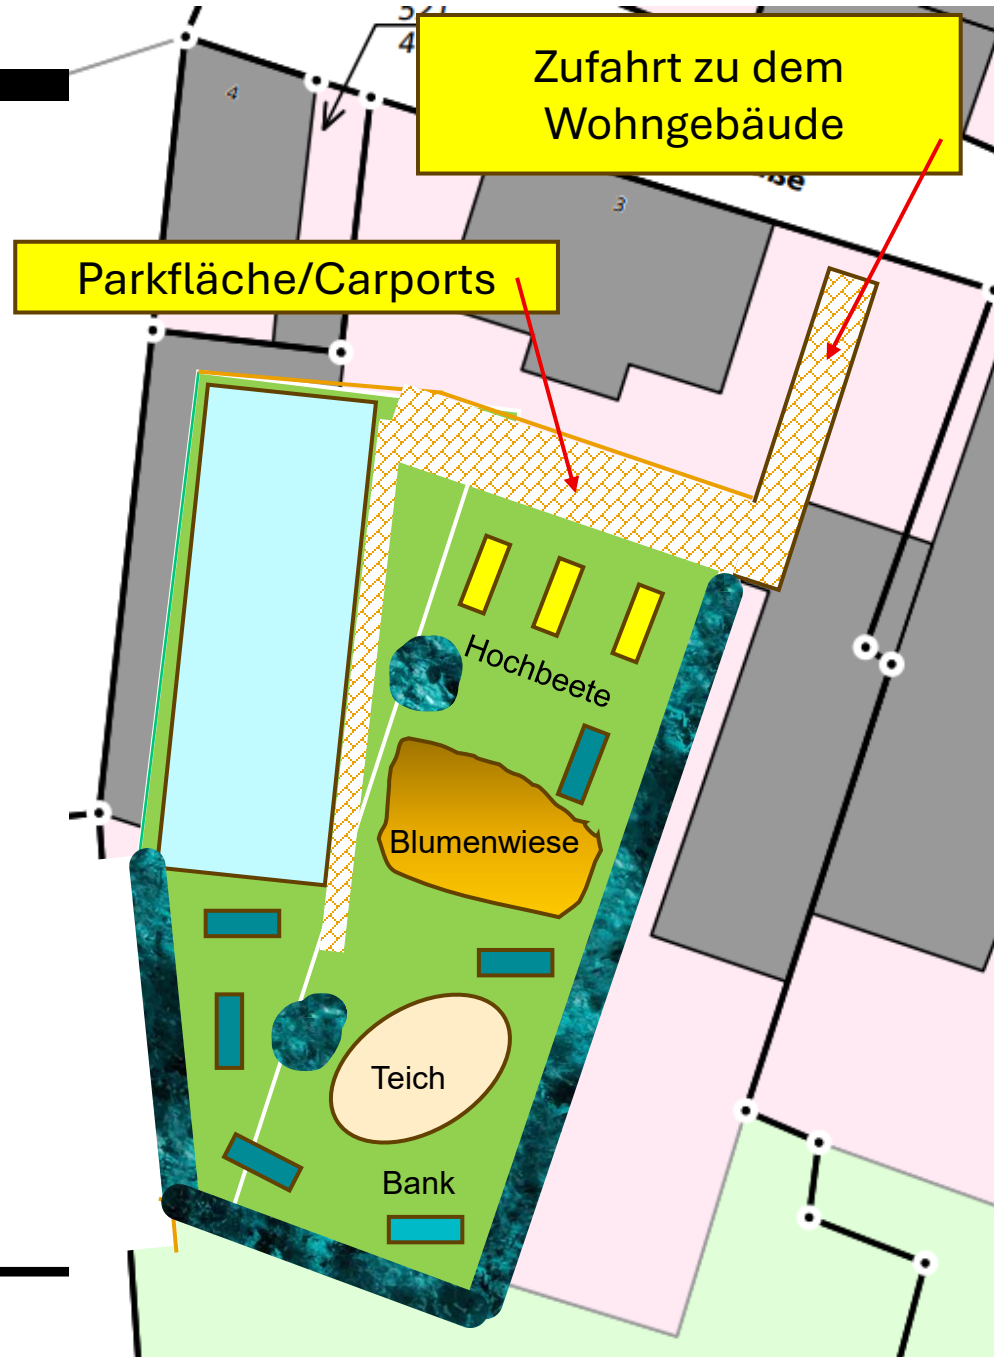 4
Zufahrt zu dem
Wohngebäude
3
Parkfläche/Carports
Hochbeete
Blumenwiese
Teich
Bank